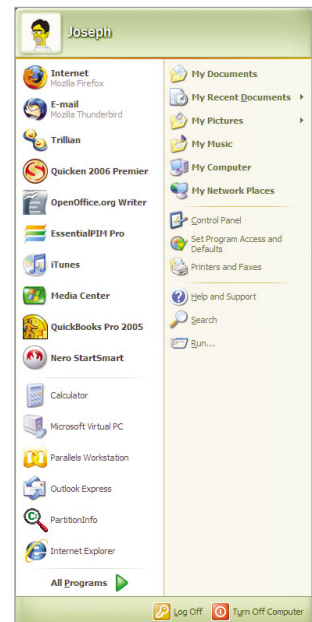 Joseph
Internet
Mozilla Firefox
E-mail
Mozilla Thunderbird
Trillian
Quicken 2006 Premier
OpenOffice.org Writer
EssentialPIM Pro
iTunes
Media Center
QuickBooks Pro 2005
Nero StartSmart
Calculator
Microsoft Virtual PC
Parallels Workstation
Outlook Express
PartitionInfo
Internet Explorer
All Programs
My Documents
My Recent Documents
My Pictures
My Music
My Computer
My Network Places
Control Panel
Set Program Access and
Defaults
Printers and Faxes
Help and Support
Search
Run...
Log Off
Turn Off Computer